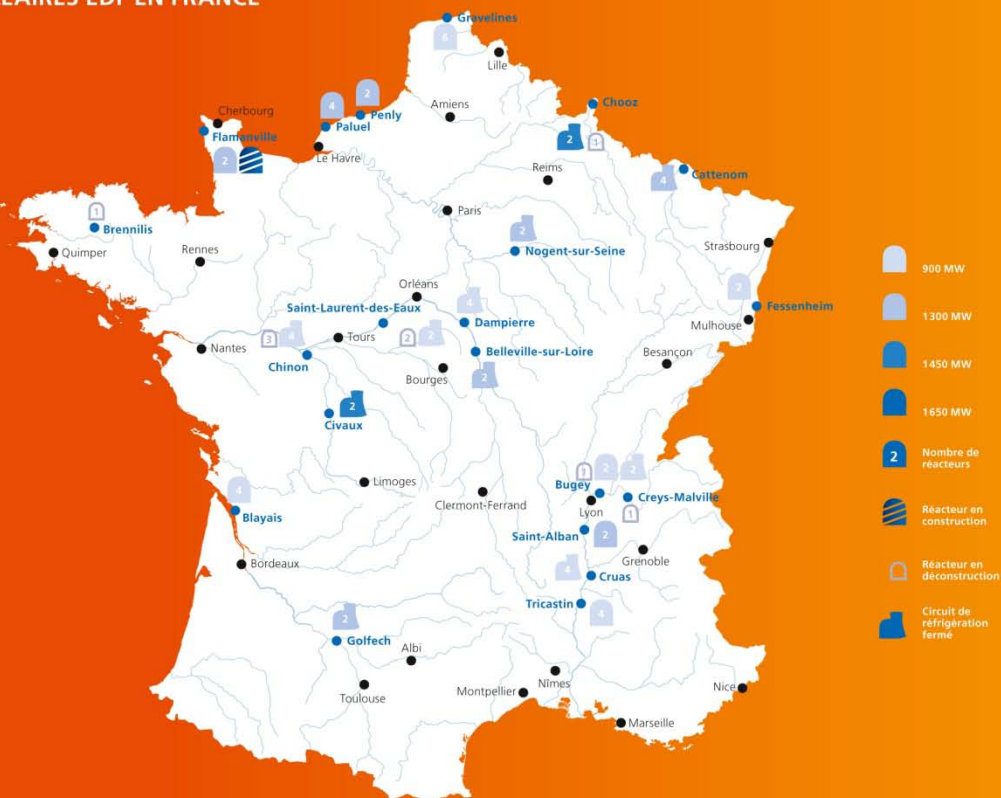 EDF EN FRANCE
Gravelines
6
Lille
Chooz
2
1
Cherbourg
Flamanville
2
4
2
Penly
Paluel
Le Havre
Amiens
Reims
4
Cattenom
1
Brennilis
Quimper
Rennes
Paris
2
Nogent-sur-Seine
Strasbourg
2
Fessenheim
Mulhouse
Orléans
Saint-Laurent-des-Eaux
4
Dampierre
3
4
Tours
2
2
Nantes
Chinon
Belleville-sur-Loire
Besançon
Bourges
2
2
Civaux
Limoges
Clermont-Ferrand
1
2
2
Bugey
Creys-Malville
Lyon
1
4
Blayais
Saint-Alban
2
Grenoble
Bordeaux
4
Cruas
Tricastin
4
2
Golfech
Albi
Toulouse
Montpellier
Nîmes
Nice
Marseille
900 MW
1300 MW
1450 MW
1650 MW
2
Nombre de
réacteurs
Réacteur en
construction
Réacteur en
déconstruction
Circuit de
réfrigération
fermé